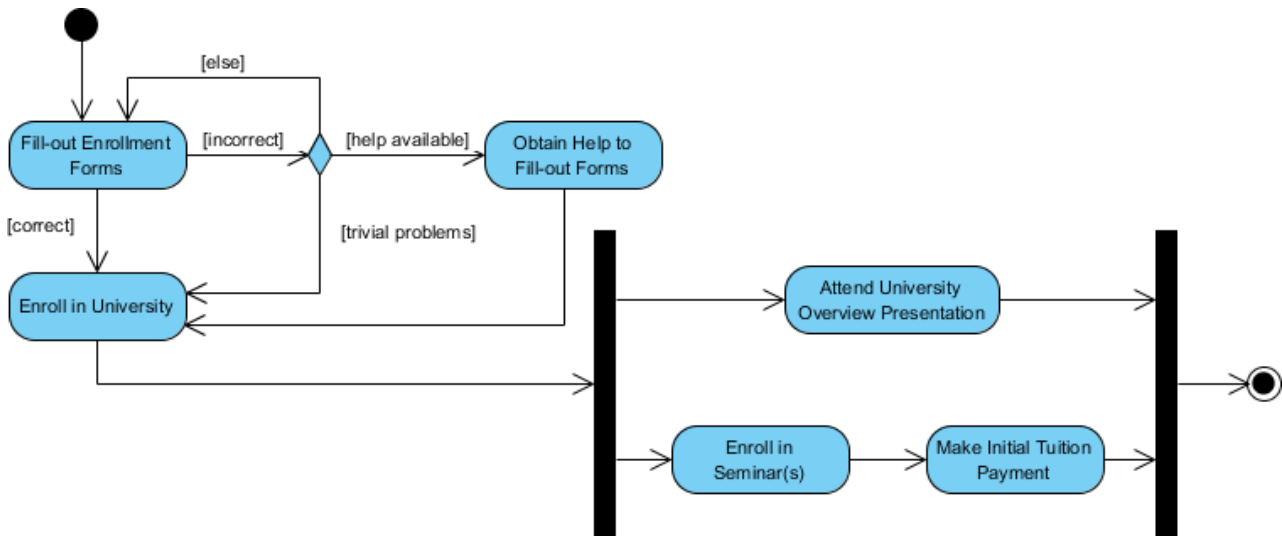 [else]
Fill-out Enrollment
Forms
[incorrect]
[help available]
Obtain Help to
Fill-out Forms
[correct]
[trivial problems]
Enroll in University
Attend University
Overview Presentation
Enroll in
Seminar(s)
Make Initial Tuition
Payment